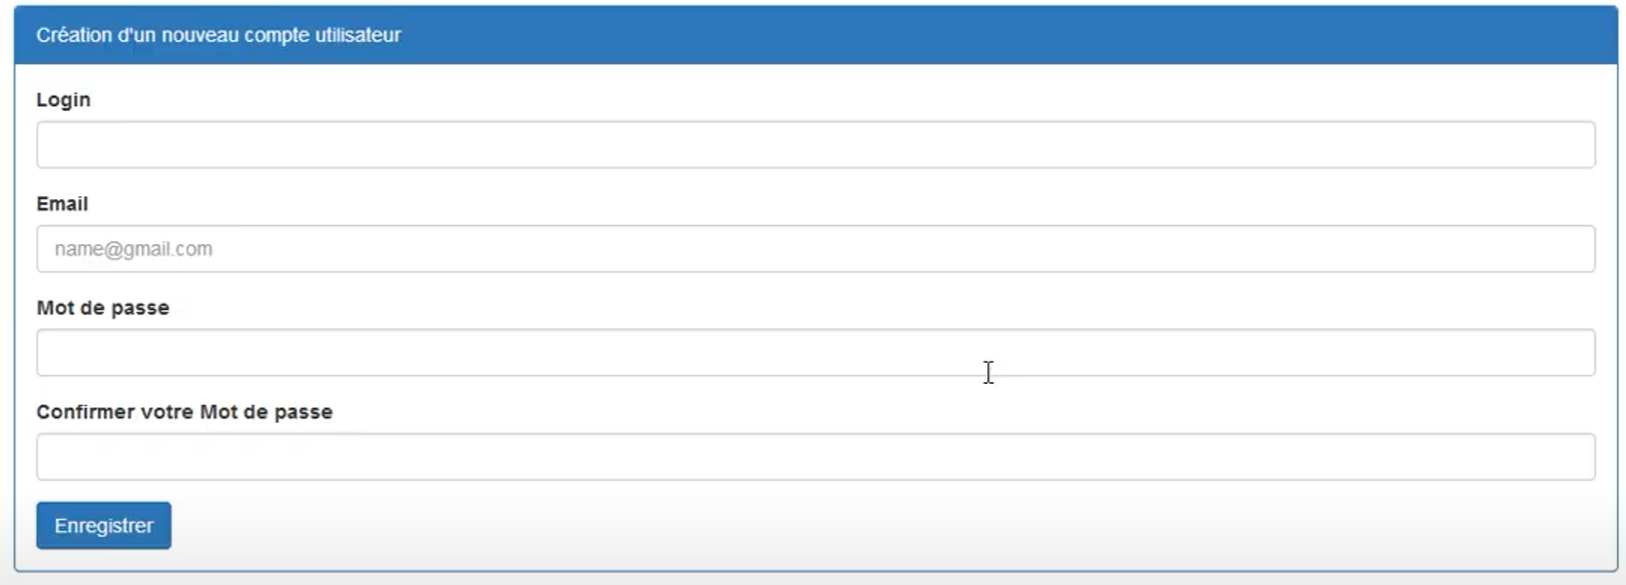 Création d'un nouveau compte utilisateur
Login
Email
name@gmail.com
Mot de passe
Confirmer votre Mot de passe
Enregistrer